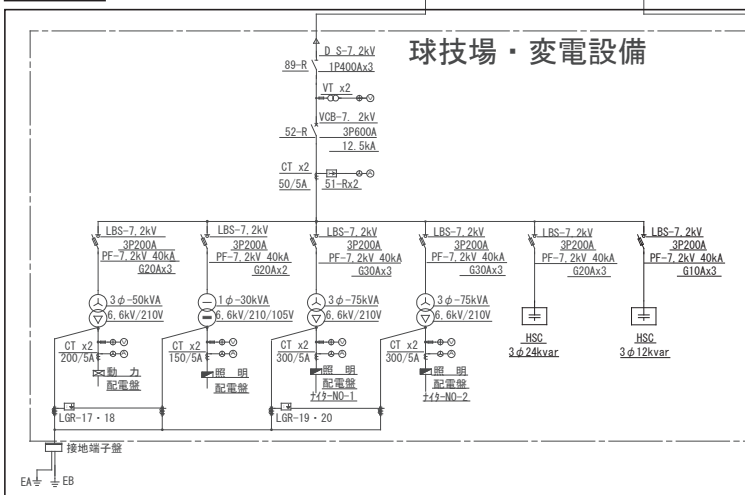 球技場・変電設備
D S-7.2kV
89-R
1P400Ax3
VT x2
VCB-7.2kV
52-R
3P600A
12.5kA
CT x2
50/5A
51-Rx2
LBS-7.2kV
3P200A
PF-7.2kV 40kA
G20Ax3
LBS-7.2kV
3P200A
PF-7.2kV 40kA
G20Ax2
LBS-7.2kV
3P200A
PF-7.2kV 40kA
G30Ax3
LBS-7.2kV
3P200A
PF-7.2kV 40kA
G30Ax3
LBS-7.2kV
3P200A
PF-7.2kV 40kA
G20Ax3
LBS-7.2kV
3P200A
PF-7.2kV 40kA
G10Ax3
3φ-50kVA
6.6kV/210V
1φ-30kVA
6.6kV/210/105V
3φ-75kVA
6.6kV/210V
3φ-75kVA
6.6kV/210V
HSC
3φ24kvar
HSC
3φ12kvar
CT x2
200/5A
動 力
配電盤
CT x2
150/5A
照 明
配電盤
CT x2
300/5A
照 明
配電盤
ﾅｲﾀｰNO-1
CT x2
300/5A
照 明
配電盤
ﾅｲﾀｰNO-2
LGR-17・18
LGR-19・20
接地端子盤
EA
EB